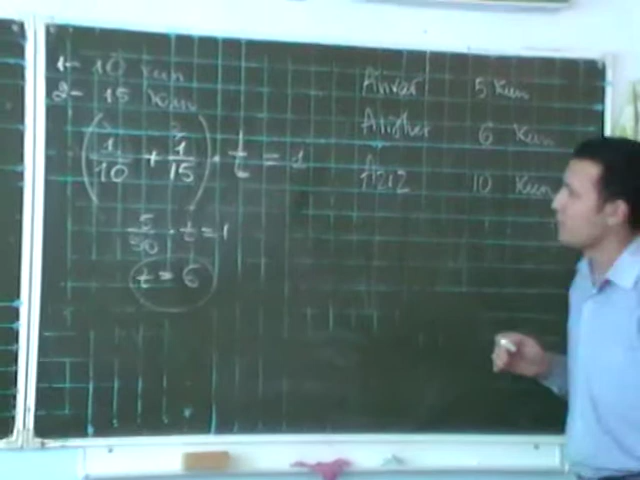 1- 10 kun
2- 15 kun
(1/10 + 1/15) · t = 1
5/30 · t = 1
t = 6
Anvar 5 kun
Alisher 6 kun
Aziz 10 kun